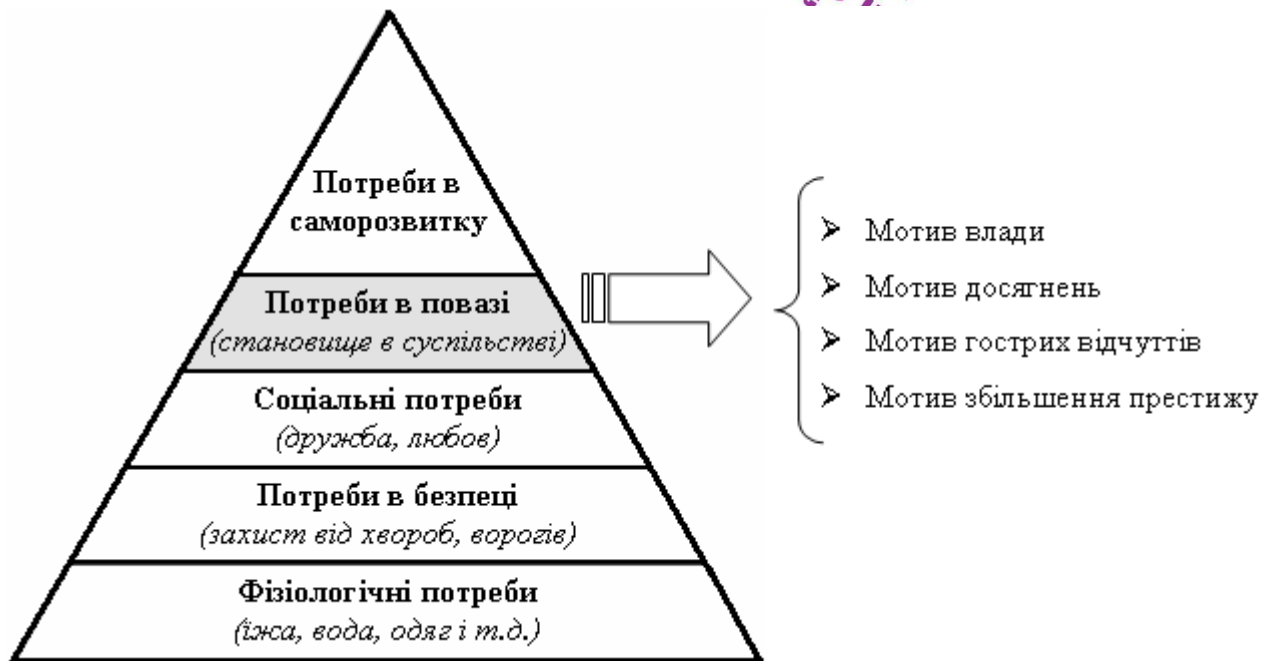 Потреби в
саморозвитку
Потреби в повазі
(становище в суспільстві)
Соціальні потреби
(дружба, любов)
Потреби в безпеці
(захист від хвороб, ворогів)
Фізіологічні потреби
(їжа, вода, одяг і т.д.)
Мотив влади
Мотив досягнень
Мотив гострих відчуттів
Мотив збільшення престижу